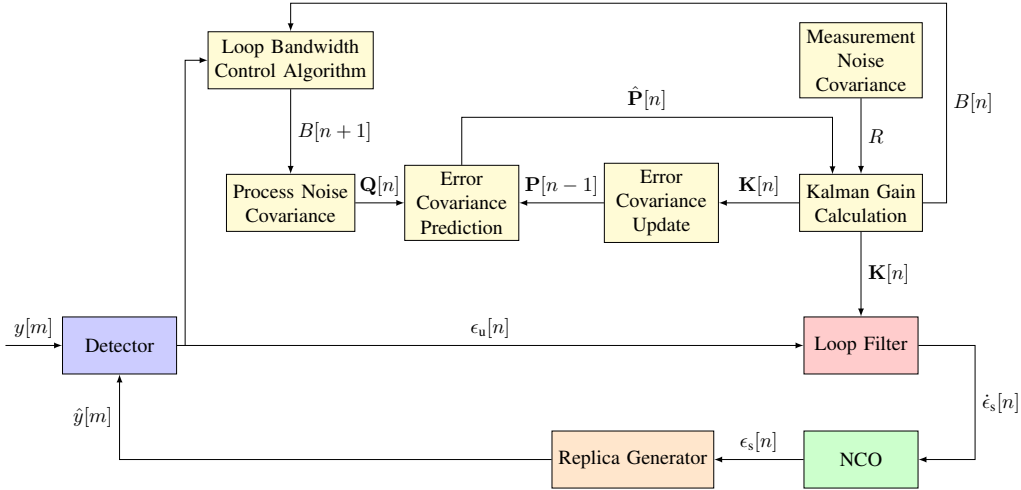 Loop Bandwidth
Control Algorithm
Measurement
Noise
Covariance
P̂[n]
B[n]
B[n + 1]
R
Process Noise
Covariance
Q[n]
Error
Covariance
Prediction
P[n − 1]
Error
Covariance
Update
K[n]
Kalman Gain
Calculation
K[n]
y[m]
Detector
ϵᵤ[n]
Loop Filter
ŷ[m]
ϵ̇ₛ[n]
Replica Generator
ϵₛ[n]
NCO